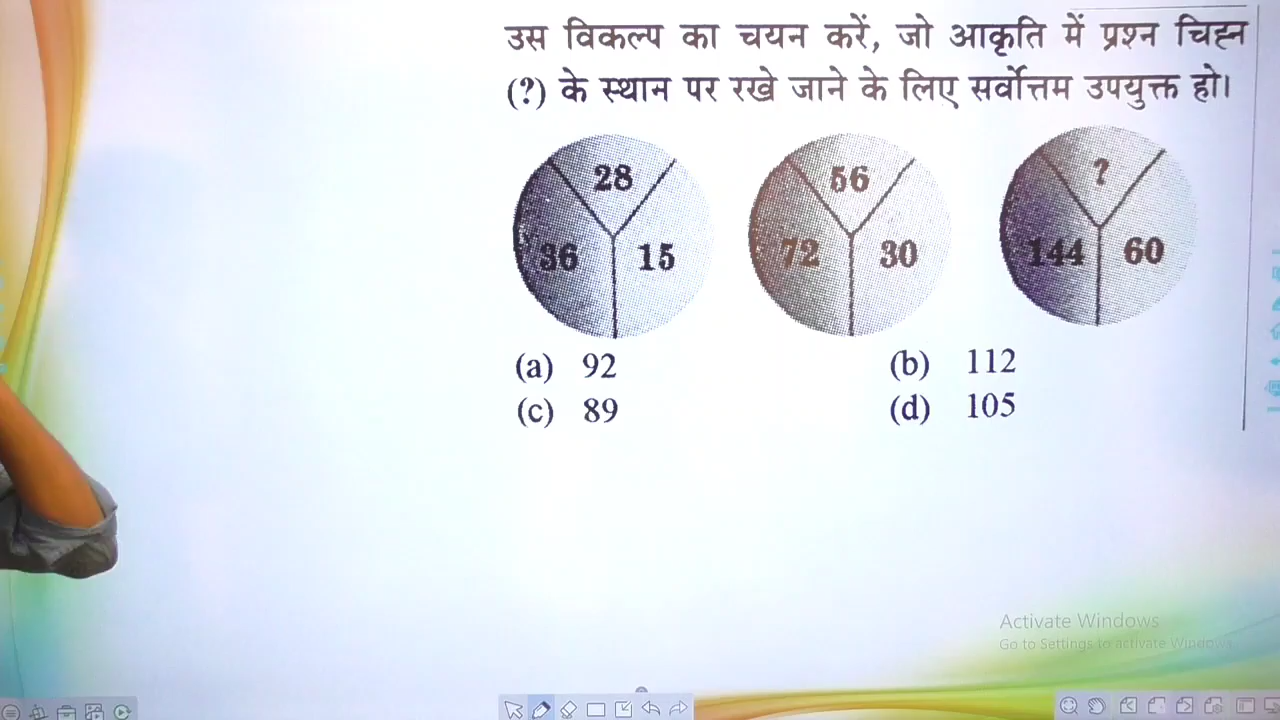 उस विकल्प का चयन करें, जो आकृति में प्रश्न चिह्न
(?) के स्थान पर रखे जाने के लिए सर्वोत्तम उपयुक्त हो।
28
36 15
56
72 30
?
144 60
(a) 92 (b) 112
(c) 89 (d) 105
Activate Windows
Go to Settings to activate Windows.